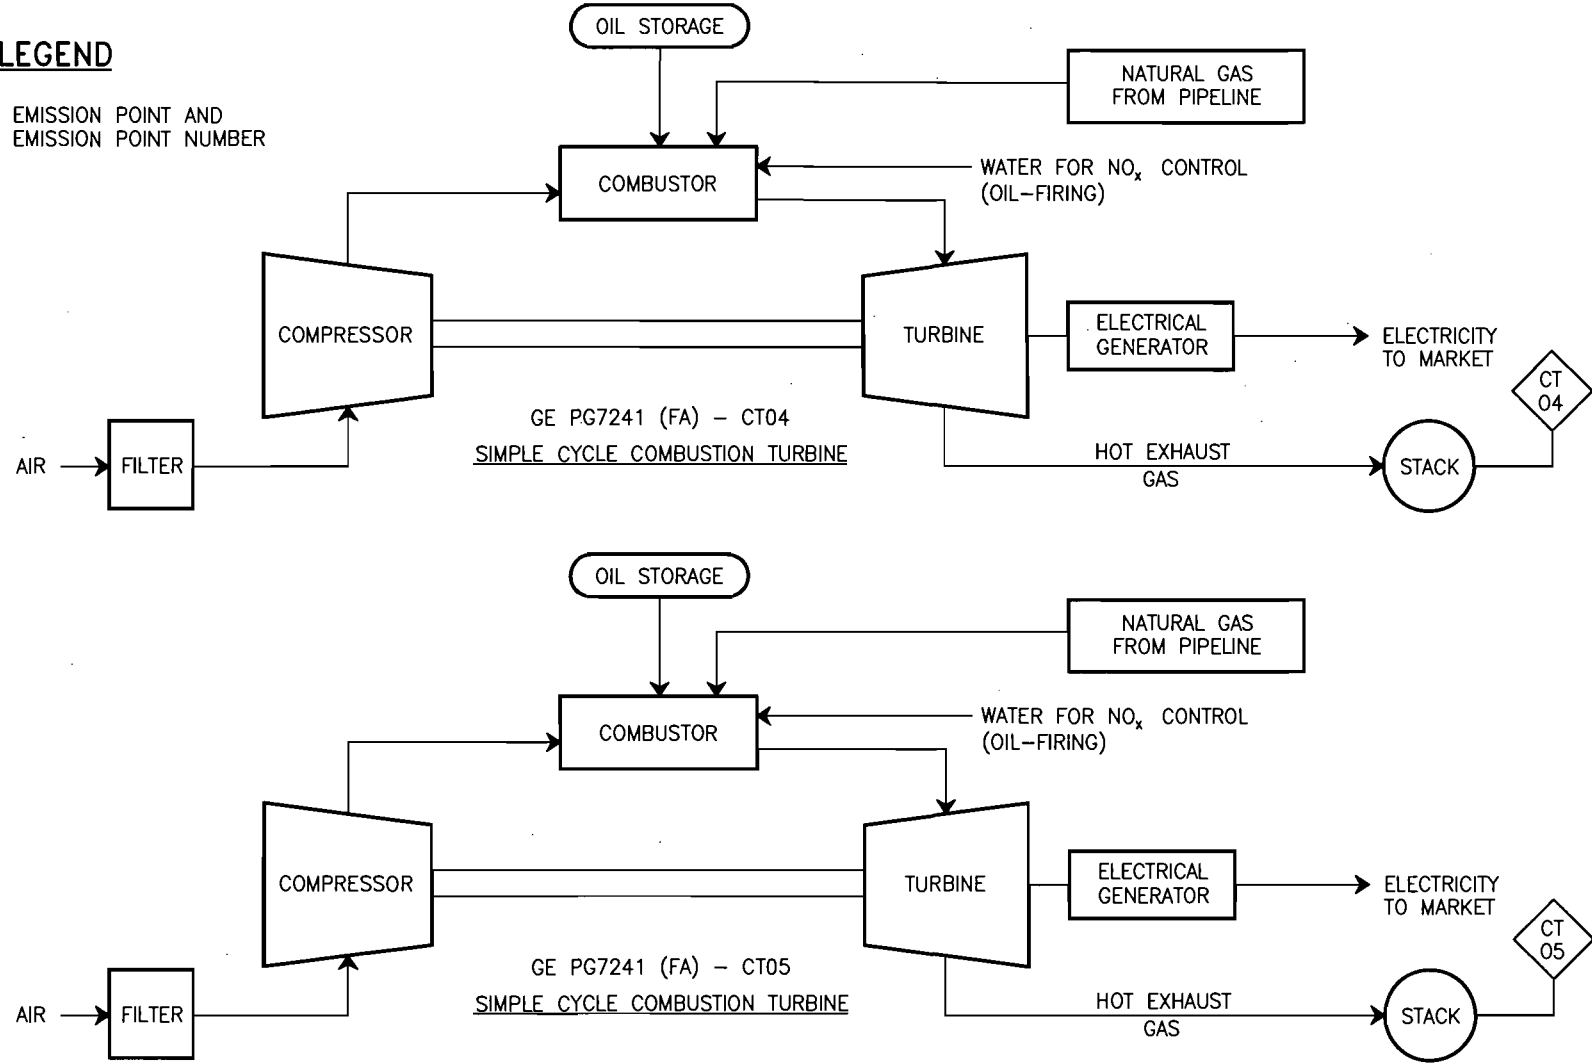 LEGEND
EMISSION POINT AND
EMISSION POINT NUMBER
OIL STORAGE
NATURAL GAS
FROM PIPELINE
COMBUSTOR
WATER FOR NOx CONTROL
(OIL-FIRING)
COMPRESSOR
TURBINE
ELECTRICAL
GENERATOR
ELECTRICITY
TO MARKET
CT
04
GE PG7241 (FA) - CT04
SIMPLE CYCLE COMBUSTION TURBINE
AIR
FILTER
HOT EXHAUST
GAS
STACK
OIL STORAGE
NATURAL GAS
FROM PIPELINE
COMBUSTOR
WATER FOR NOx CONTROL
(OIL-FIRING)
COMPRESSOR
TURBINE
ELECTRICAL
GENERATOR
ELECTRICITY
TO MARKET
CT
05
GE PG7241 (FA) - CT05
SIMPLE CYCLE COMBUSTION TURBINE
AIR
FILTER
HOT EXHAUST
GAS
STACK